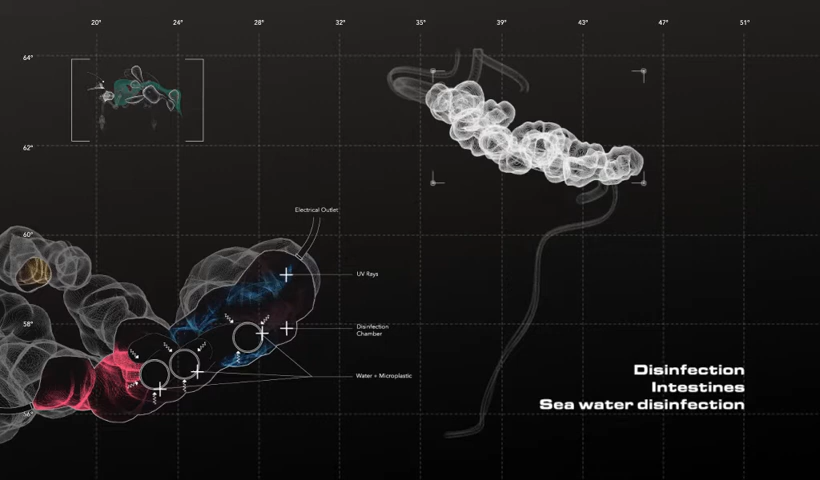 20° 24° 28° 32° 35° 39° 43° 47° 51°
64°
62°
Electrical Outlet
60°
UV Rays
58°
Disinfection
Chamber
Water + Microplastic
Disinfection
Intestines
Sea water disinfection